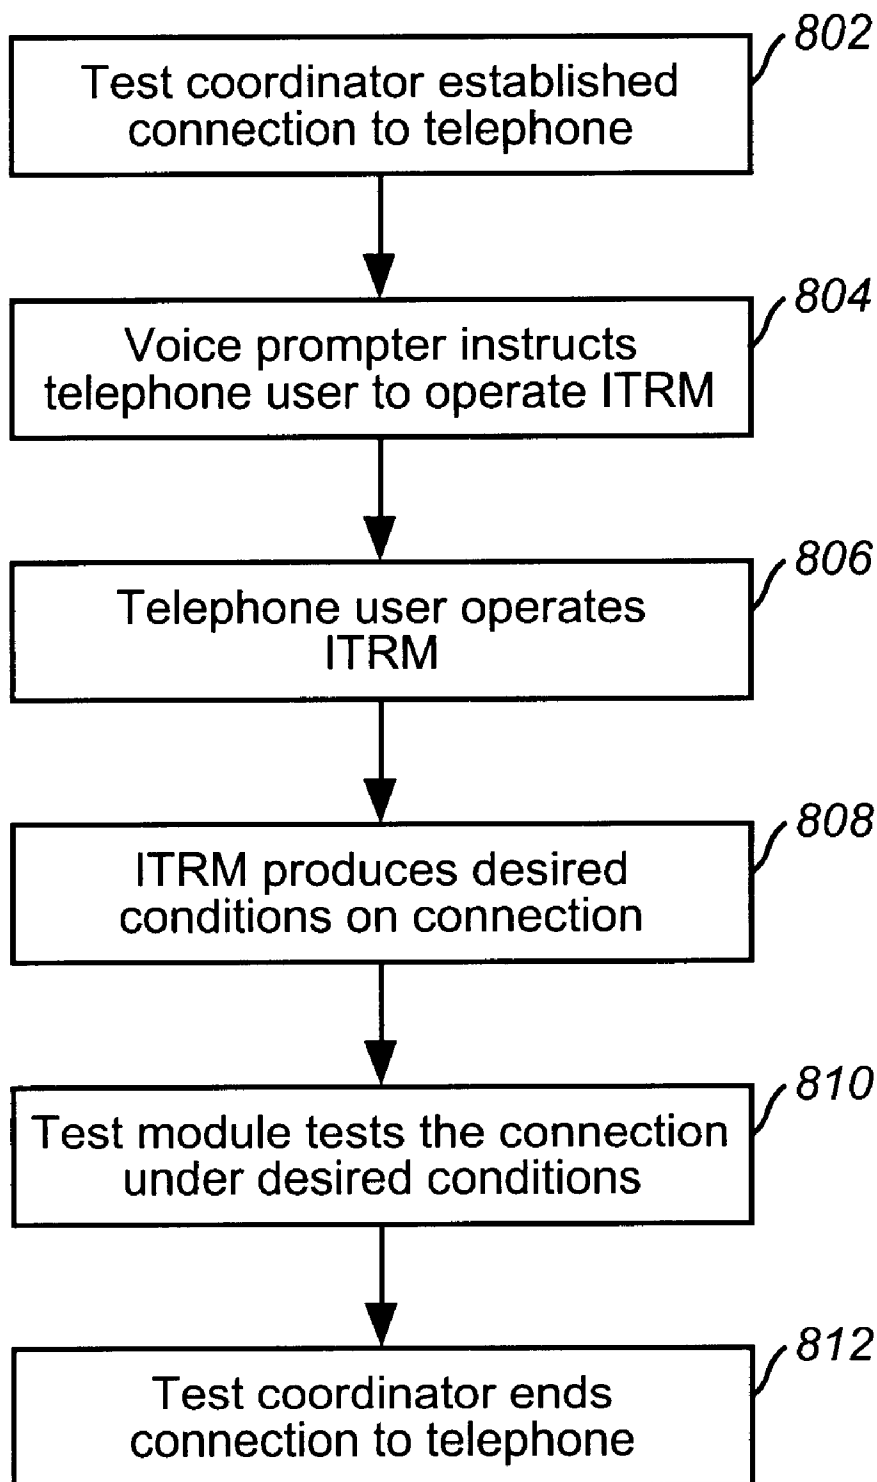 802
Test coordinator established
connection to telephone
804
Voice prompter instructs
telephone user to operate ITRM
806
Telephone user operates
ITRM
808
ITRM produces desired
conditions on connection
810
Test module tests the connection
under desired conditions
812
Test coordinator ends
connection to telephone